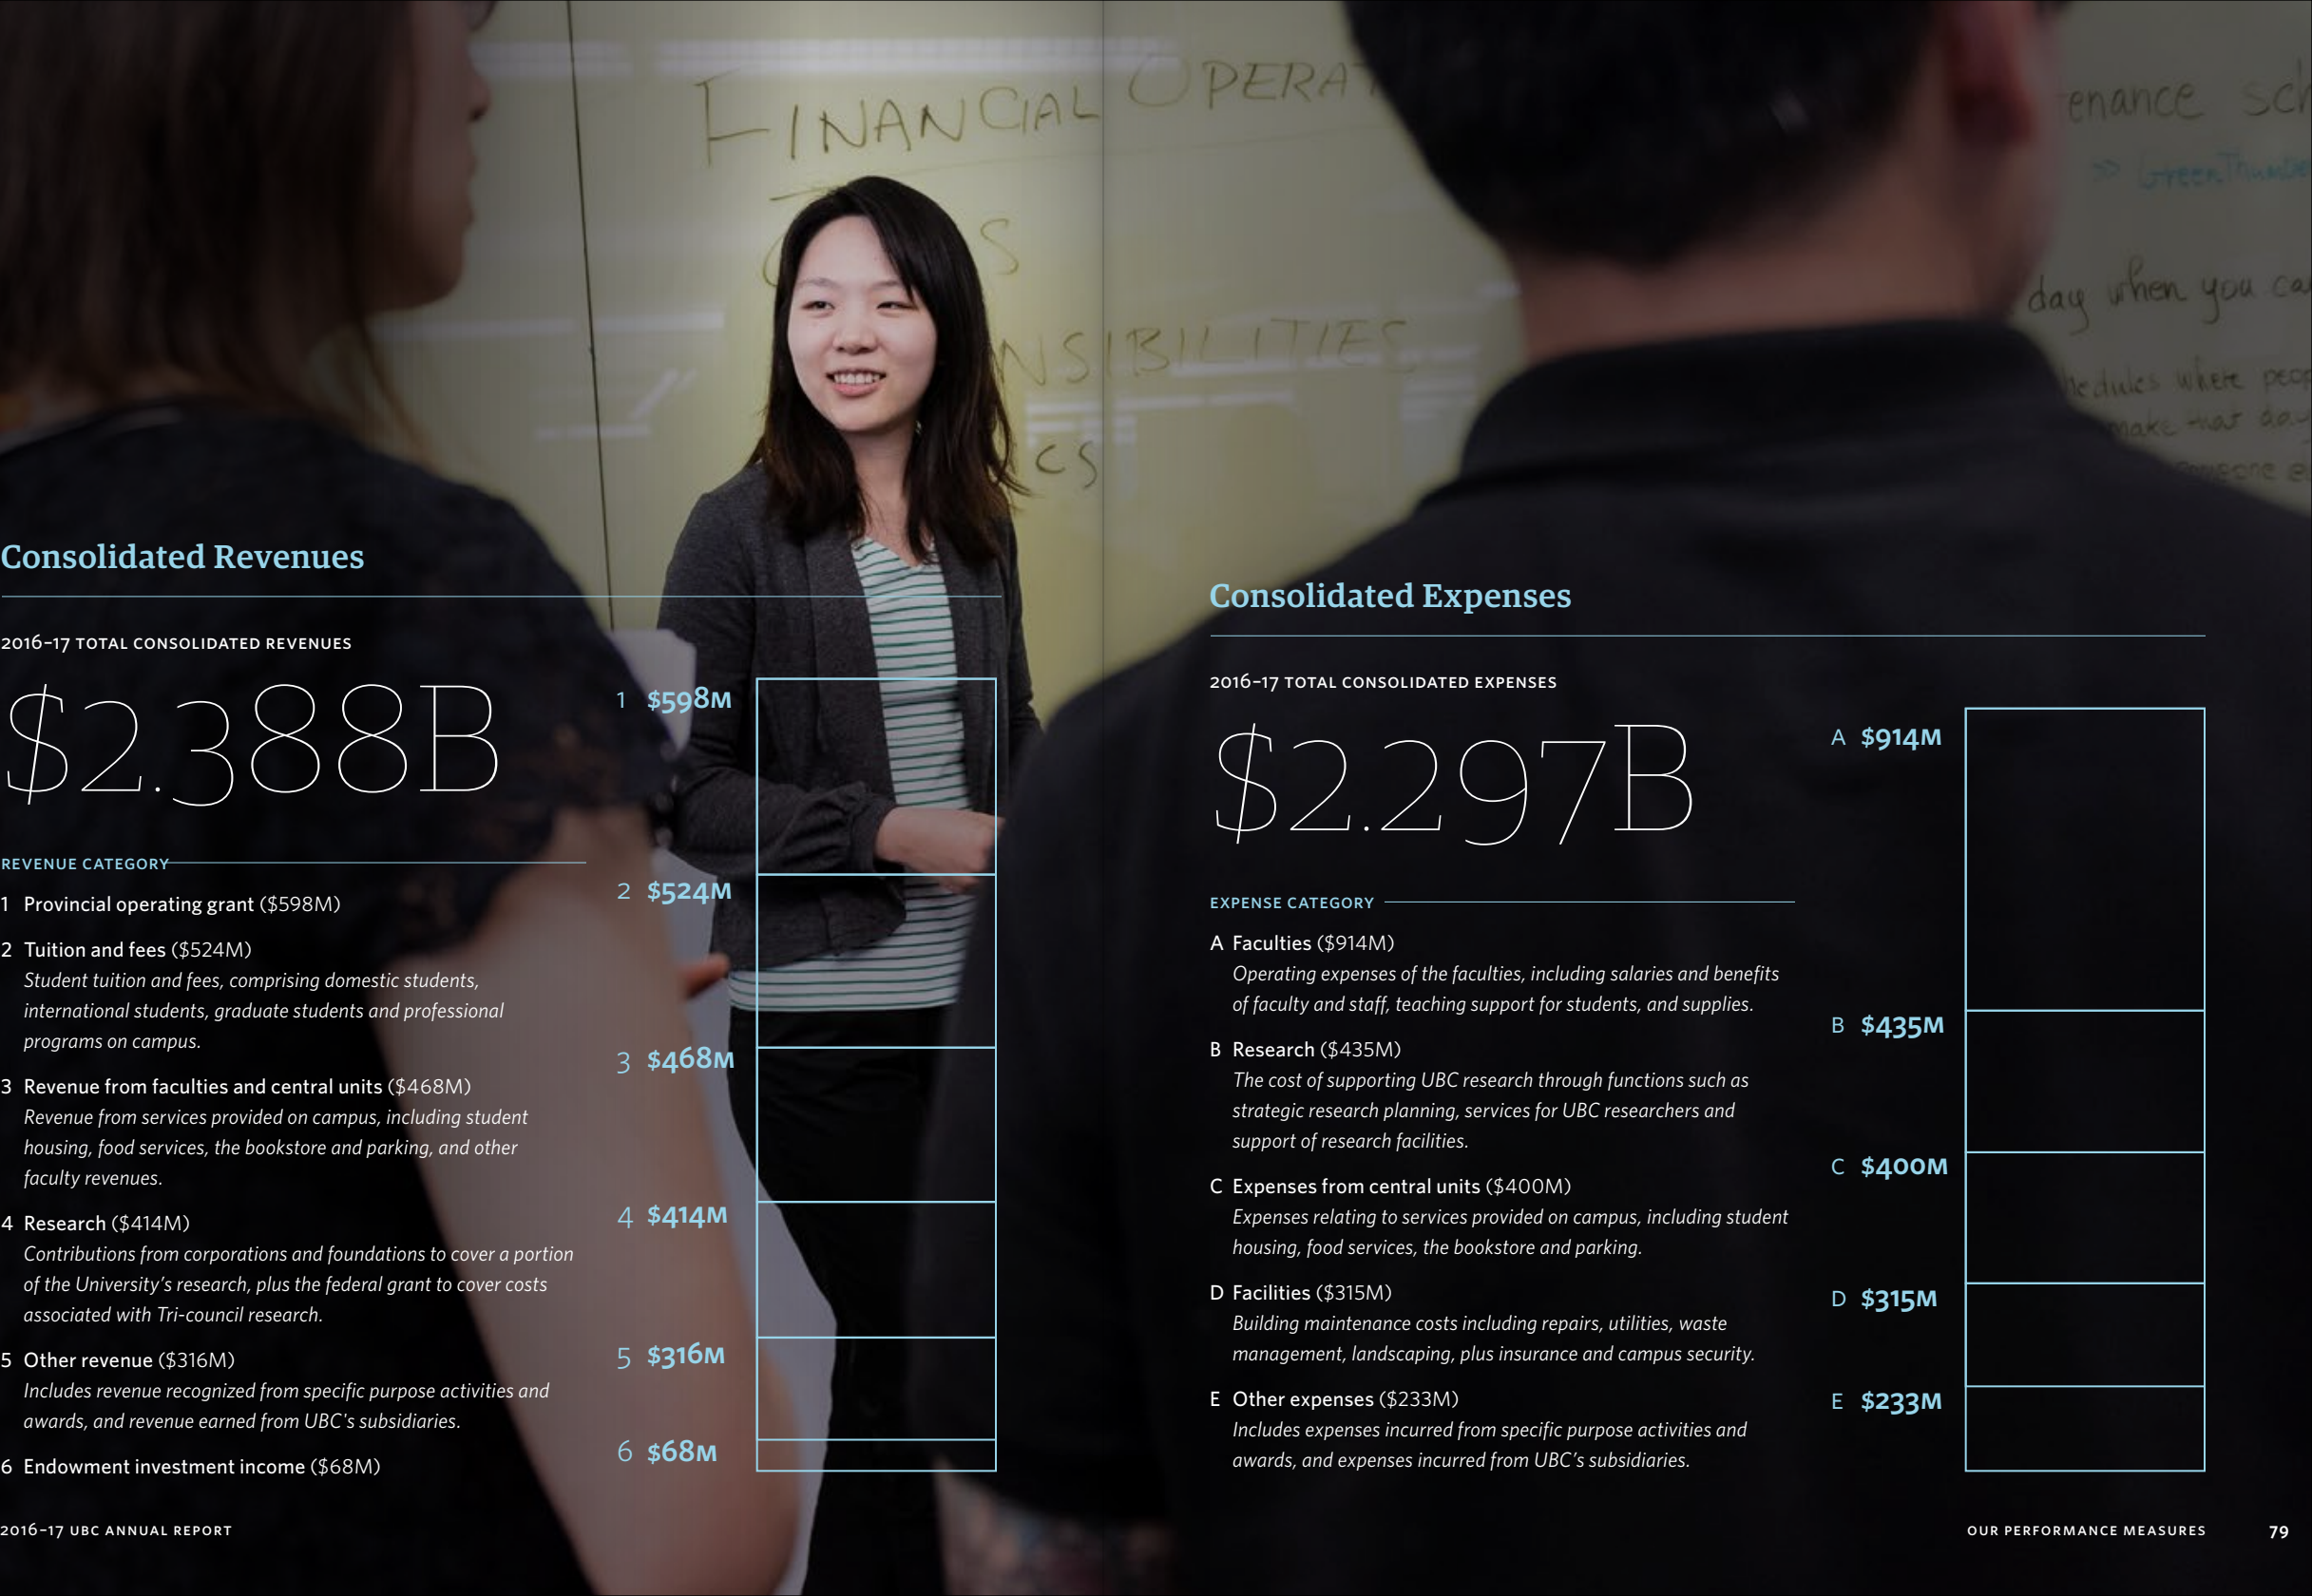 FINANCIAL OPERAT
S
NSIBILITIES
CS
enance sch
>> GreenThumbe
day when you ca
hedules where peop
make that day
Consolidated Revenues
2016–17 TOTAL CONSOLIDATED REVENUES
$2.388B
REVENUE CATEGORY
1 Provincial operating grant ($598M)
2 Tuition and fees ($524M)
Student tuition and fees, comprising domestic students,
international students, graduate students and professional
programs on campus.
3 Revenue from faculties and central units ($468M)
Revenue from services provided on campus, including student
housing, food services, the bookstore and parking, and other
faculty revenues.
4 Research ($414M)
Contributions from corporations and foundations to cover a portion
of the University’s research, plus the federal grant to cover costs
associated with Tri-council research.
5 Other revenue ($316M)
Includes revenue recognized from specific purpose activities and
awards, and revenue earned from UBC's subsidiaries.
6 Endowment investment income ($68M)
1 $598M
2 $524M
3 $468M
4 $414M
5 $316M
6 $68M
2016–17 UBC ANNUAL REPORT
Consolidated Expenses
2016–17 TOTAL CONSOLIDATED EXPENSES
$2.297B
EXPENSE CATEGORY
A Faculties ($914M)
Operating expenses of the faculties, including salaries and benefits
of faculty and staff, teaching support for students, and supplies.
B Research ($435M)
The cost of supporting UBC research through functions such as
strategic research planning, services for UBC researchers and
support of research facilities.
C Expenses from central units ($400M)
Expenses relating to services provided on campus, including student
housing, food services, the bookstore and parking.
D Facilities ($315M)
Building maintenance costs including repairs, utilities, waste
management, landscaping, plus insurance and campus security.
E Other expenses ($233M)
Includes expenses incurred from specific purpose activities and
awards, and expenses incurred from UBC’s subsidiaries.
A $914M
B $435M
C $400M
D $315M
E $233M
OUR PERFORMANCE MEASURES 79